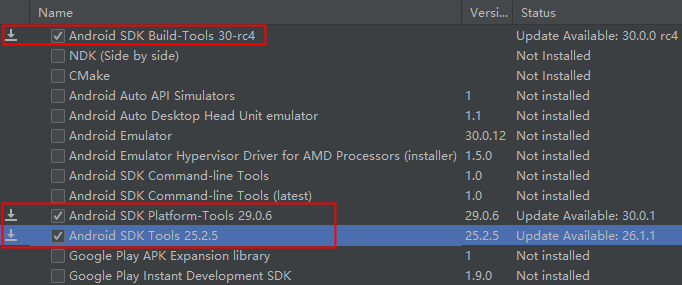 Name Versi... Status
Android SDK Build-Tools 30-rc4 Update Available: 30.0.0 rc4
NDK (Side by side) Not Installed
CMake Not Installed
Android Auto API Simulators 1 Not installed
Android Auto Desktop Head Unit emulator 1.1 Not installed
Android Emulator 30.0.12 Not installed
Android Emulator Hypervisor Driver for AMD Processors (installer) 1.5.0 Not installed
Android SDK Command-line Tools 1.0 Not installed
Android SDK Command-line Tools (latest) 1.0 Not installed
Android SDK Platform-Tools 29.0.6 29.0.6 Update Available: 30.0.1
Android SDK Tools 25.2.5 25.2.5 Update Available: 26.1.1
Google Play APK Expansion library 1 Not installed
Google Play Instant Development SDK 1.9.0 Not installed